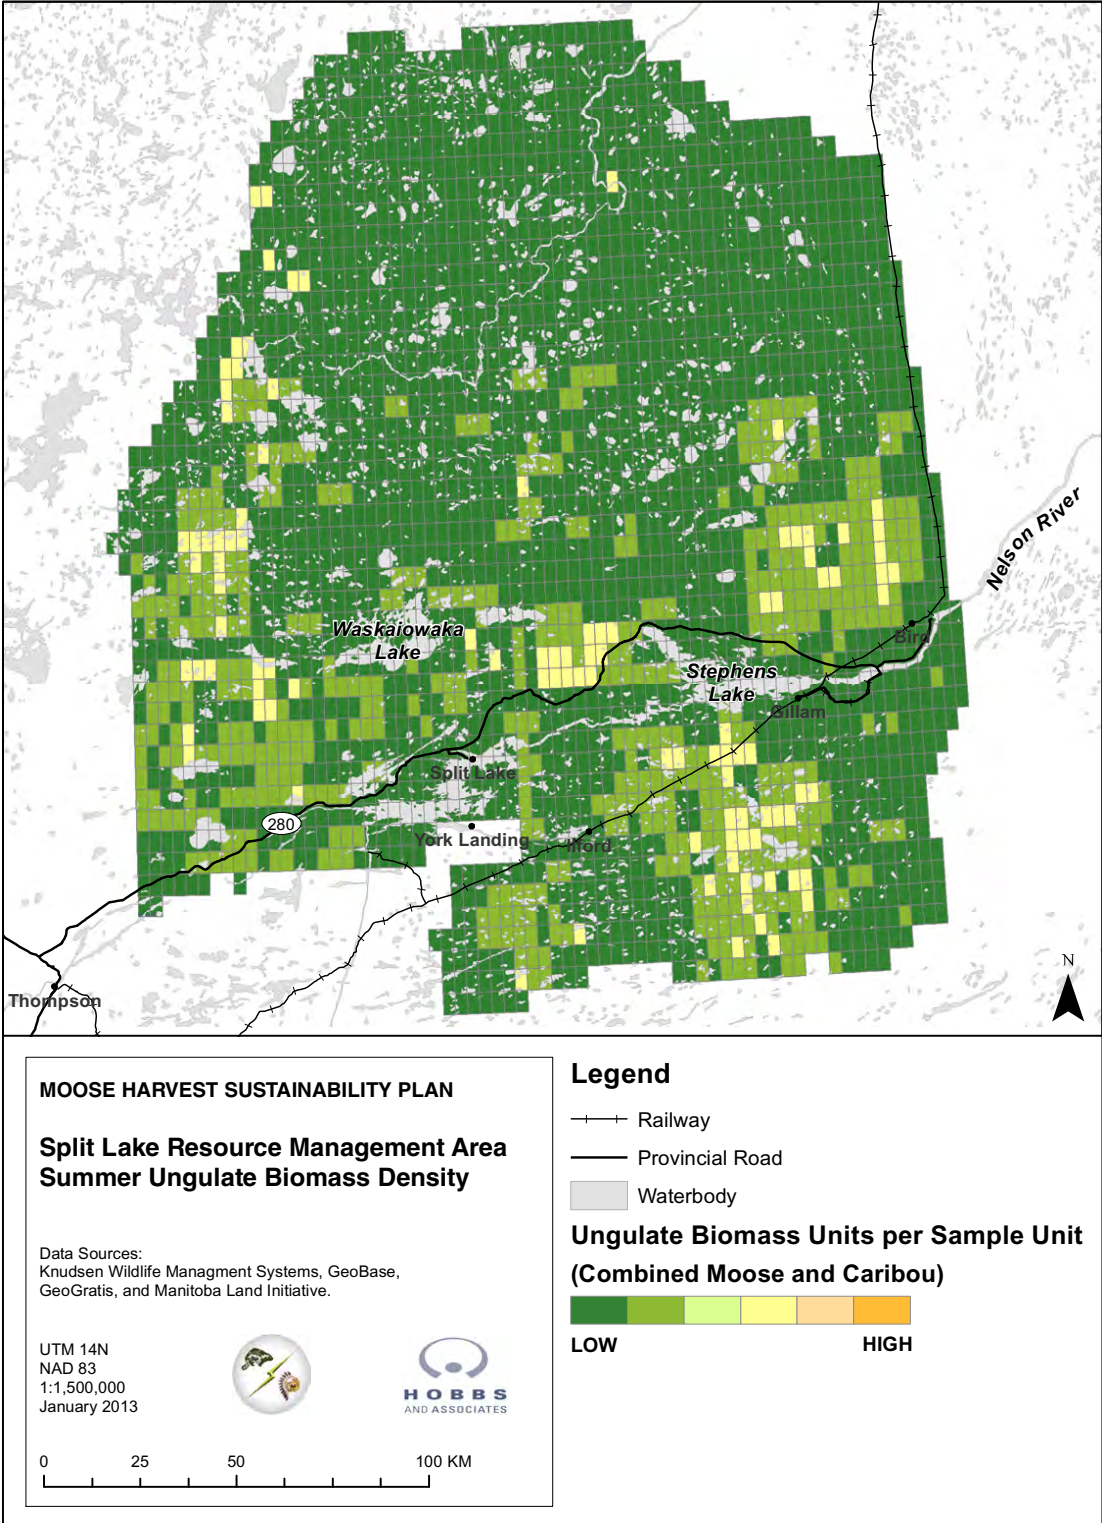 Nelson River
Waskaiowaka
Lake
Bird
Stephens
Lake
Gillam
Split Lake
280
York Landing
Ilford
Thompson
N
MOOSE HARVEST SUSTAINABILITY PLAN
Split Lake Resource Management Area
Summer Ungulate Biomass Density
Data Sources:
Knudsen Wildlife Managment Systems, GeoBase,
GeoGratis, and Manitoba Land Initiative.
UTM 14N
NAD 83
1:1,500,000
January 2013
HOBBS
AND ASSOCIATES
0 25 50 100 KM
Legend
Railway
Provincial Road
Waterbody
Ungulate Biomass Units per Sample Unit
(Combined Moose and Caribou)
LOW HIGH